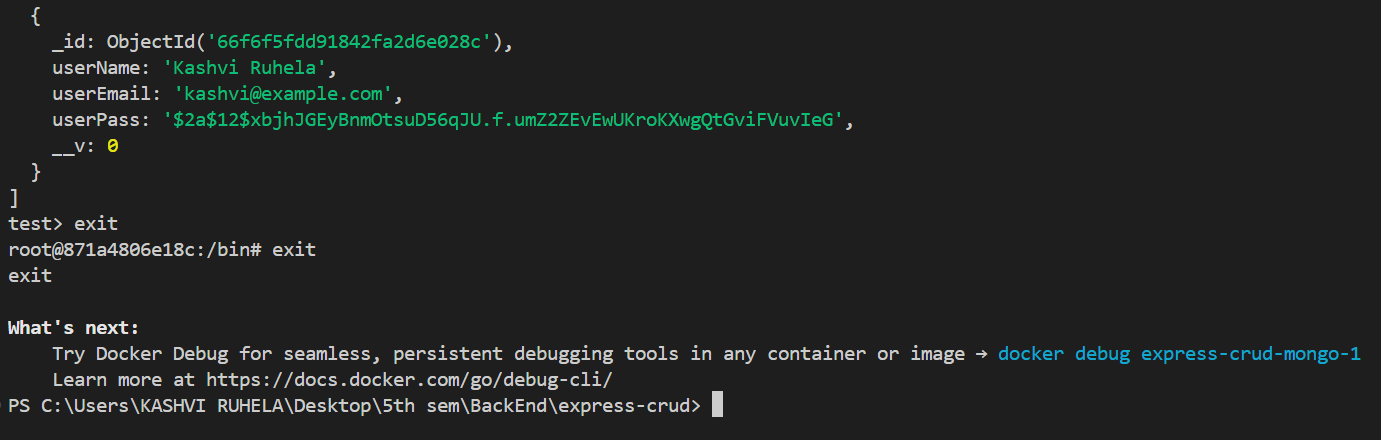 {
_id: ObjectId('66f6f5fdd91842fa2d6e028c'),
userName: 'Kashvi Ruhela',
userEmail: 'kashvi@example.com',
userPass: '$2a$12$xbjhJGEyBnmOtsuD56qJU.f.umZ2ZEvEwUKroKXwgQtGviFVuvIeG',
__v: 0
}
]
test> exit
root@871a4806e18c:/bin# exit
exit
What's next:
Try Docker Debug for seamless, persistent debugging tools in any container or image → docker debug express-crud-mongo-1
Learn more at https://docs.docker.com/go/debug-cli/
PS C:\Users\KASHVI RUHELA\Desktop\5th sem\BackEnd\express-crud>